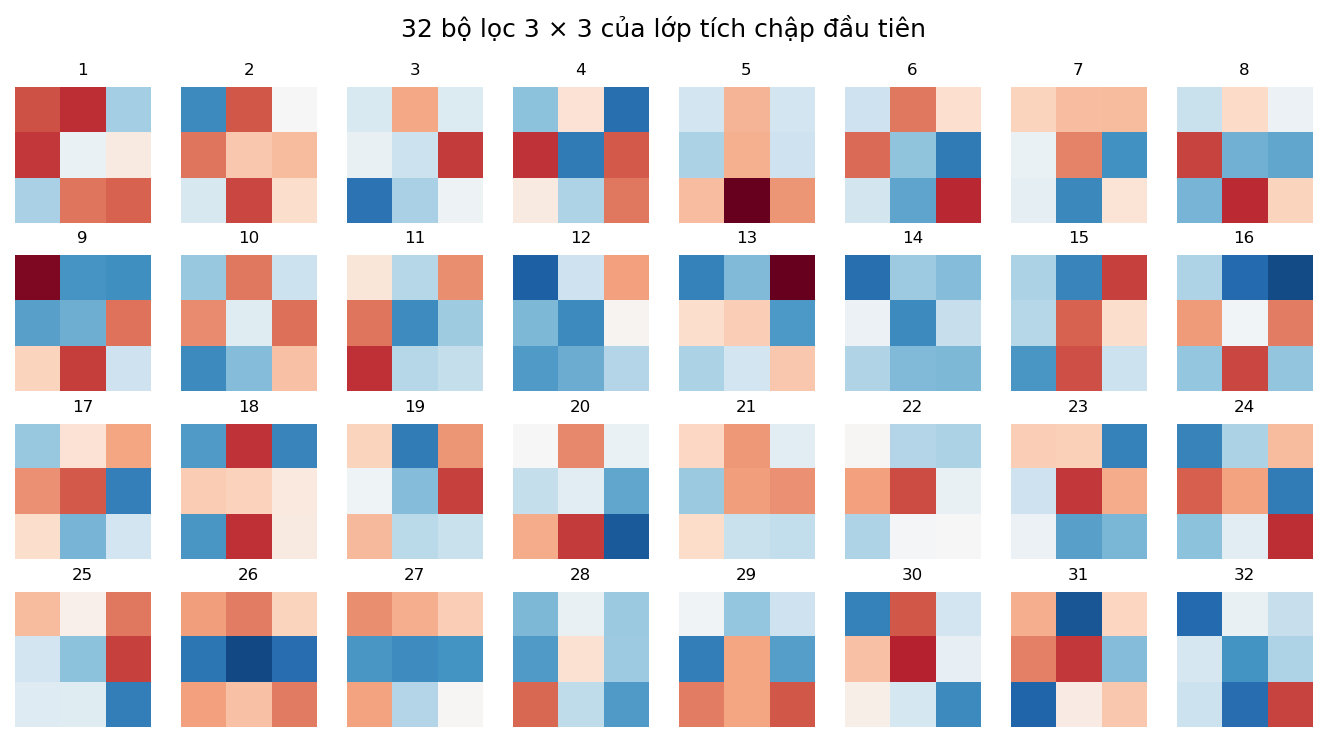 32 bộ lọc 3 × 3 của lớp tích chập đầu tiên
1 2 3 4 5 6 7 8
9 10 11 12 13 14 15 16
17 18 19 20 21 22 23 24
25 26 27 28 29 30 31 32